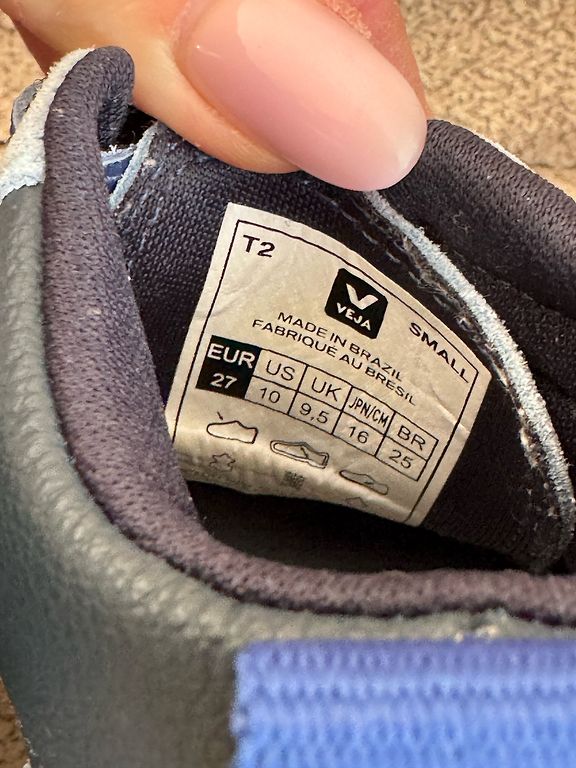 T2
VEJA
SMALL
MADE IN BRAZIL
FABRIQUÉ AU BRESIL
EUR US UK JPN/CM BR
27 10 9,5 16 25